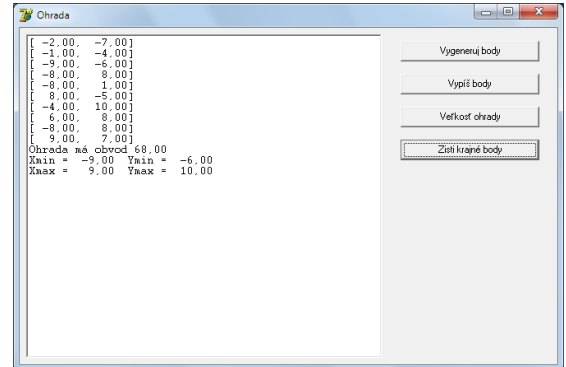 Ohrada
[ -2,00,  -7,00]
[ -1,00,  -4,00]
[ -9,00,  -6,00]
[ -8,00,   8,00]
[ -8,00,   1,00]
[  8,00,  -5,00]
[ -4,00,  10,00]
[  6,00,   8,00]
[ -8,00,   8,00]
[  9,00,   7,00]
Ohrada má obvod 68,00
Xmin =  -9,00  Ymin =  -6,00
Xmax =   9,00  Ymax =  10,00
Vygeneruj body
Vypíš body
Veľkosť ohrady
Zisti krajné body